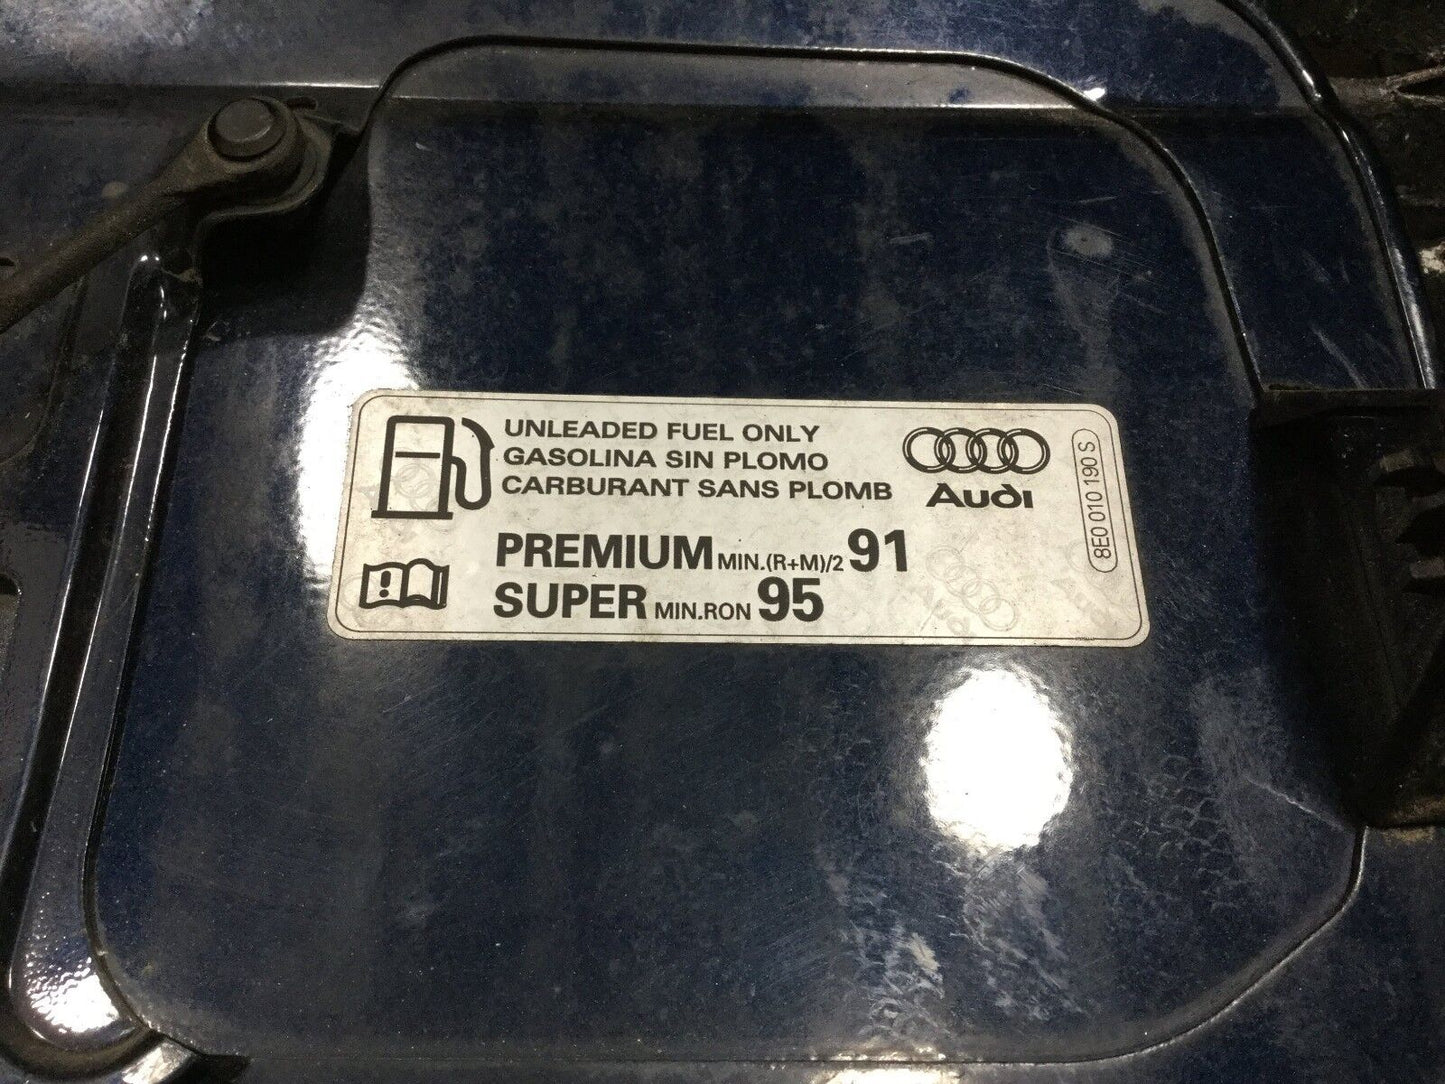 UNLEADED FUEL ONLY
GASOLINA SIN PLOMO
CARBURANT SANS PLOMB
Audi
8E0 010 190 S
PREMIUM MIN.(R+M)/2 91
SUPER MIN.RON 95